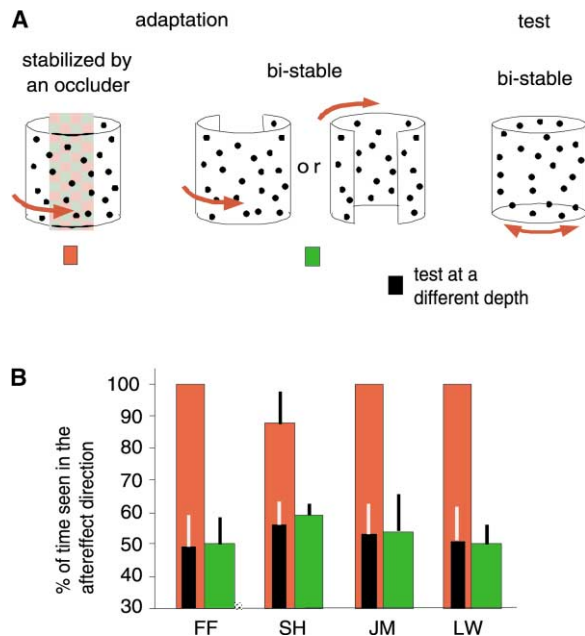 A
adaptation
test
stabilized by
an occluder
bi-stable
bi-stable
or
test at a
different depth
B
% of time seen in the
aftereffect direction
100
90
80
70
60
50
40
30
FF
SH
JM
LW